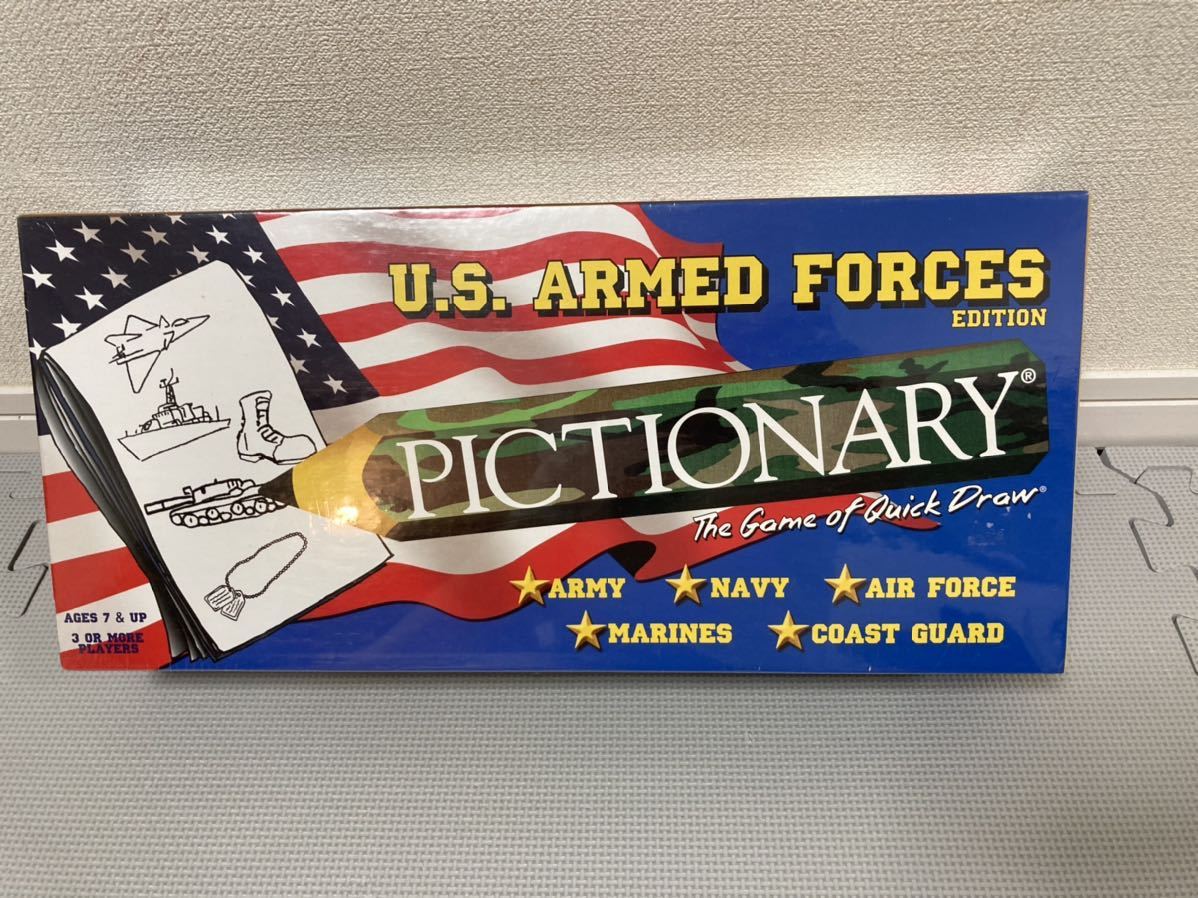 U.S. ARMED FORCES
EDITION
PICTIONARY®
The Game of Quick Draw®
ARMY NAVY AIR FORCE
MARINES COAST GUARD
AGES 7 & UP
3 OR MORE
PLAYERS